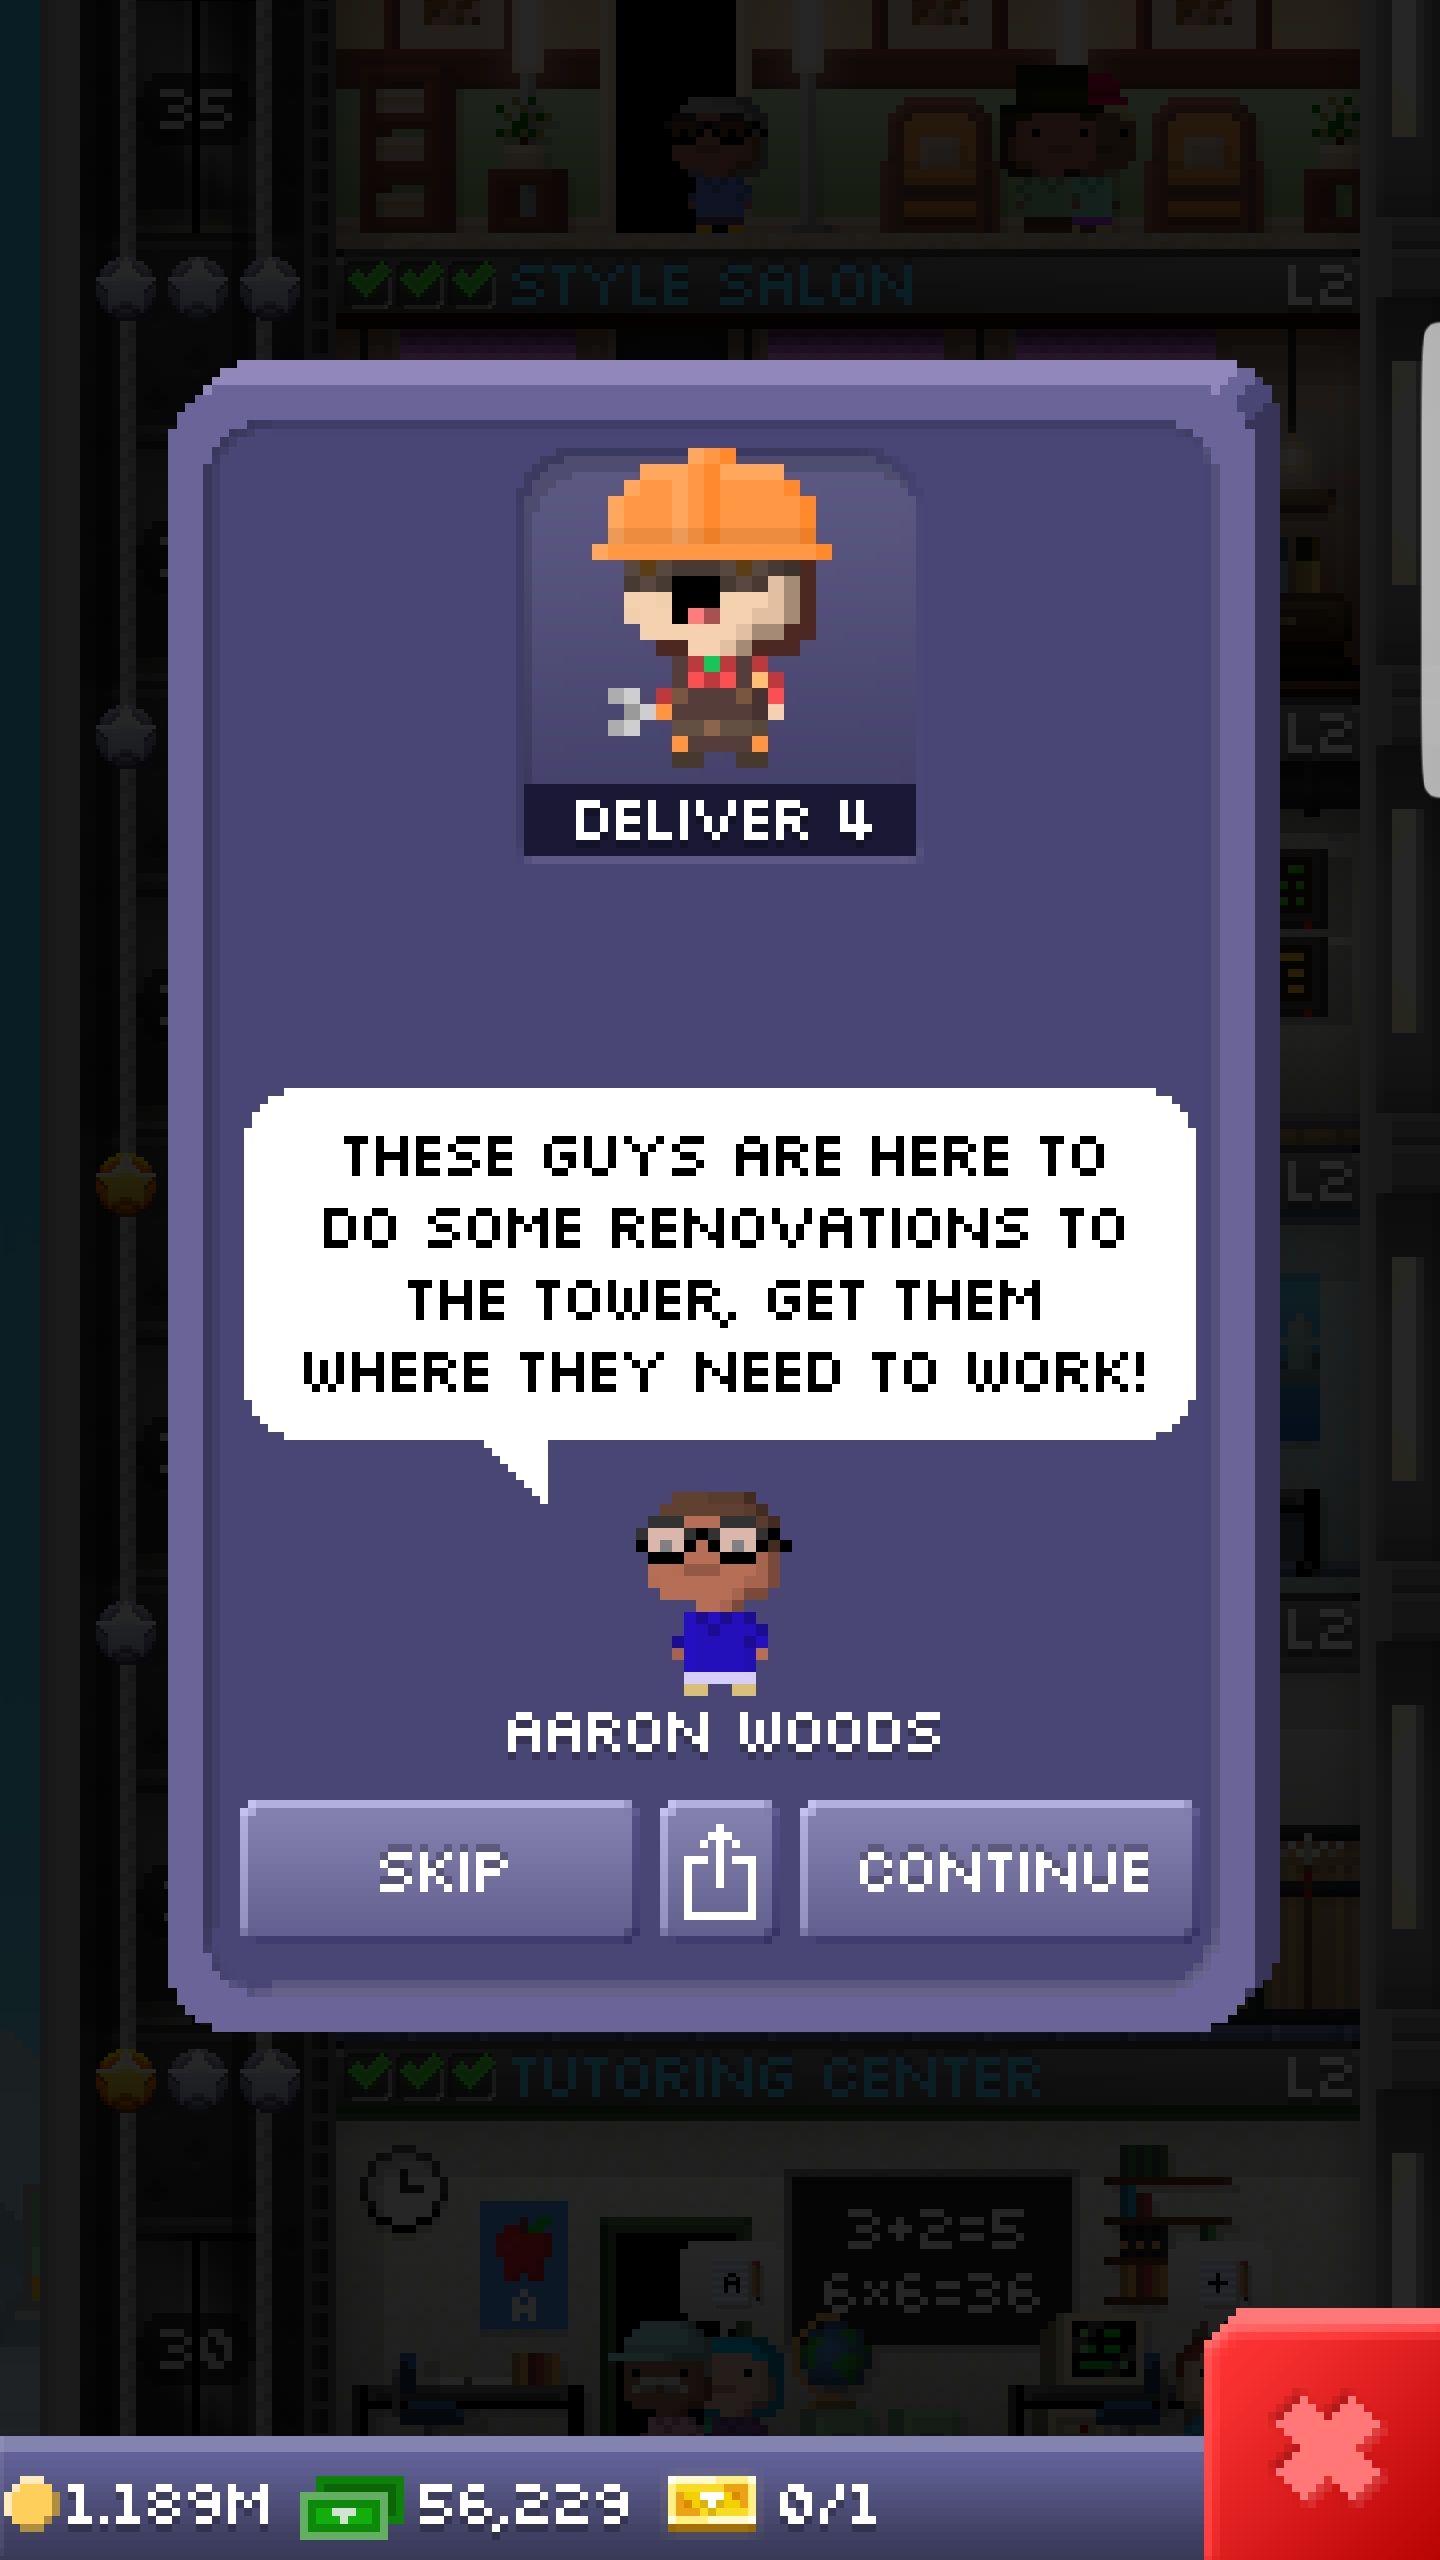 35
STYLE SALON
L2
DELIVER 4
L2
THESE GUYS ARE HERE TO
DO SOME RENOVATIONS TO
THE TOWER, GET THEM
WHERE THEY NEED TO WORK!
L2
L2
AARON WOODS
SKIP
CONTINUE
TUTORING CENTER
L2
3+2=5
6×6=36
A
A
+
30
1.189M
56,229
0/1